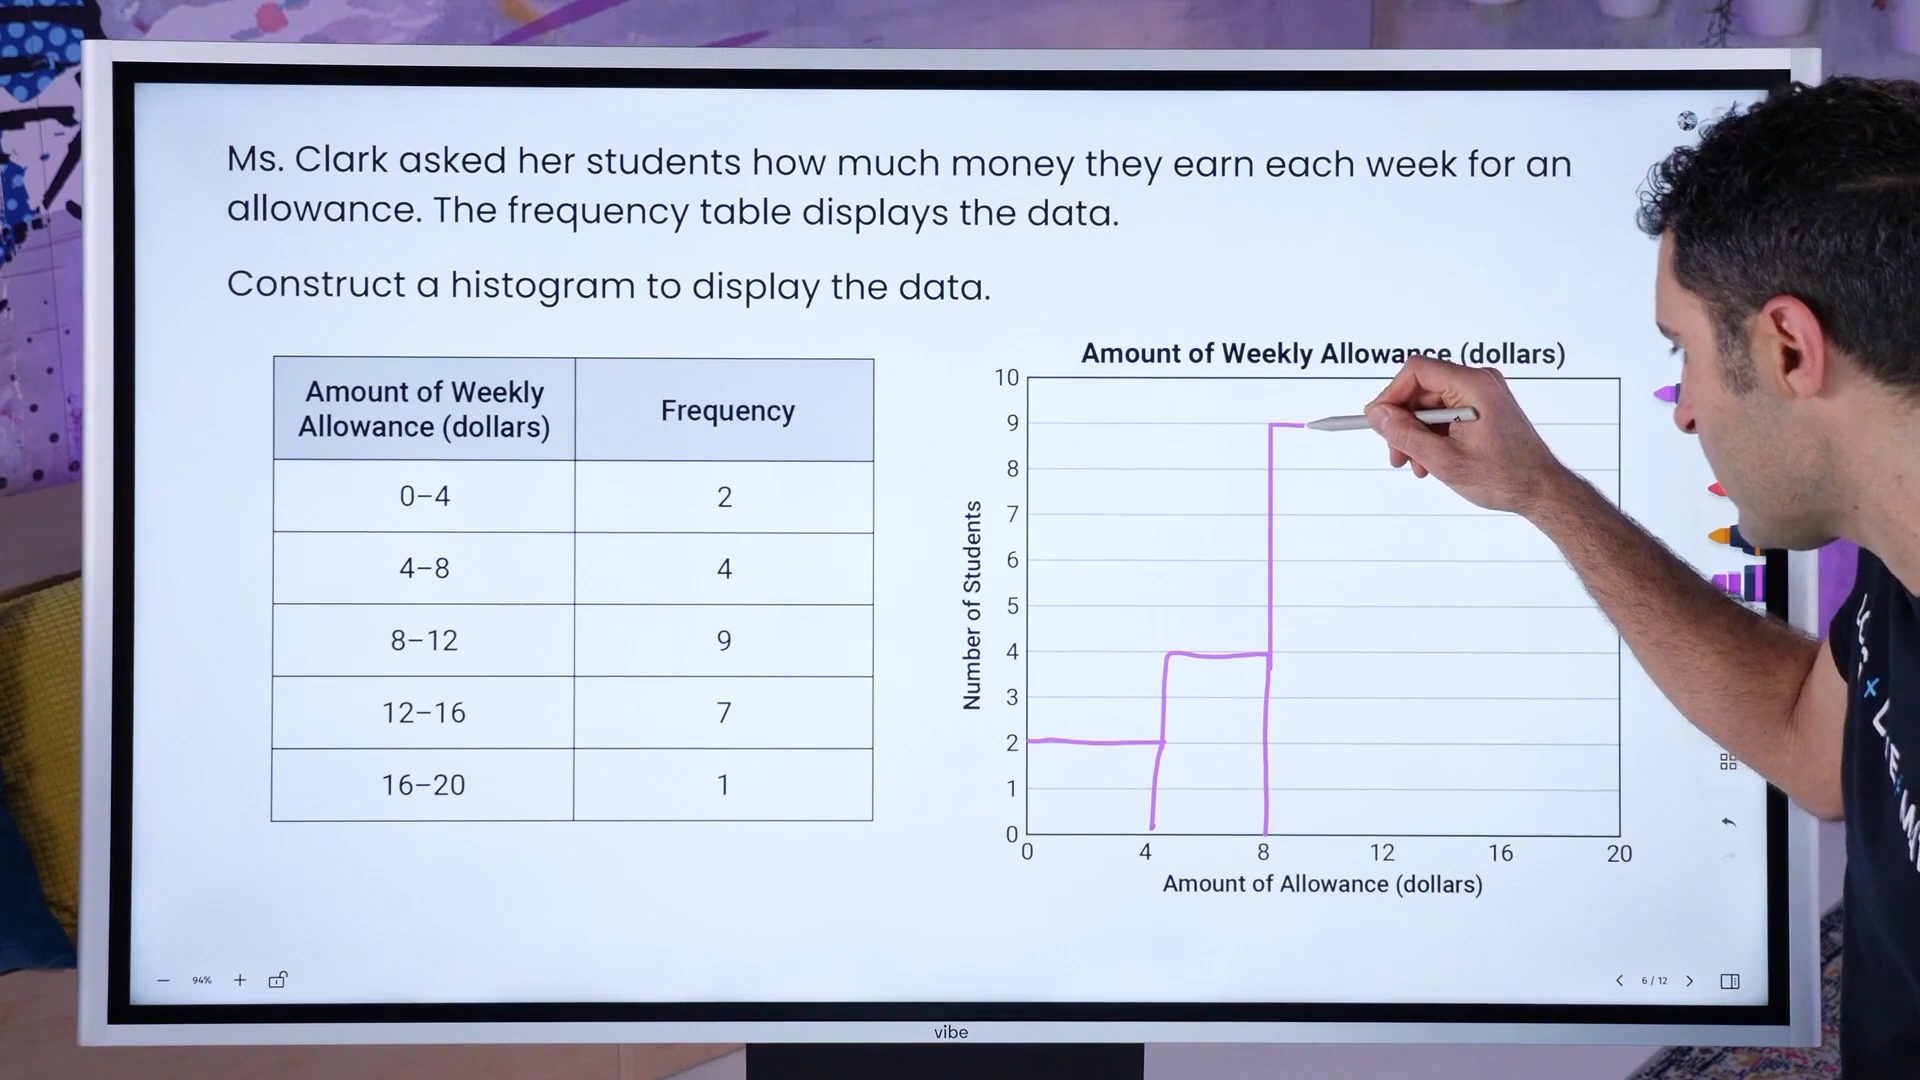 Ms. Clark asked her students how much money they earn each week for an
allowance. The frequency table displays the data.
Construct a histogram to display the data.
Amount of Weekly
Allowance (dollars)
Frequency
0–4
2
4–8
4
8–12
9
12–16
7
16–20
1
Amount of Weekly Allowance (dollars)
Number of Students
10
9
8
7
6
5
4
3
2
1
0
0 4 8 12 16 20
Amount of Allowance (dollars)
94%
6 / 12
vibe